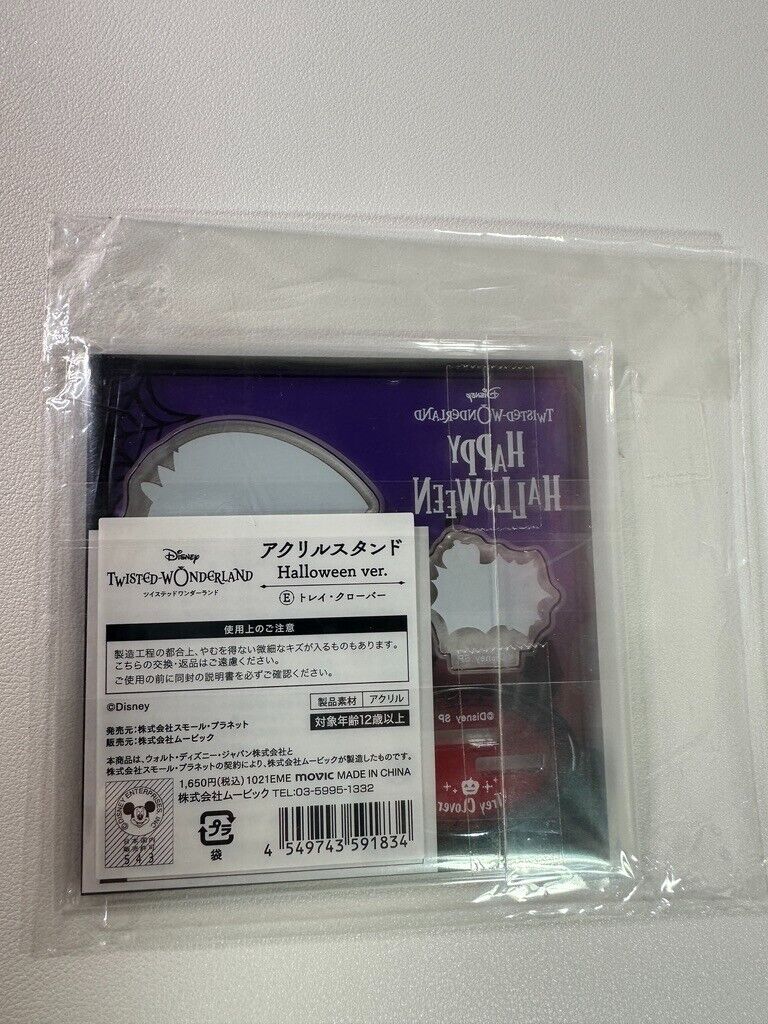 Disney
TWISTED-WONDERLAND
HAPPY
HALLOWEEN
Disney
TWISTED-WONDERLAND
ツイステッドワンダーランド
アクリルスタンド
Halloween ver.
Ⓔ トレイ・クローバー
使用上のご注意
製造工程の都合上、やむを得ない微細なキズが入るものもあります。
こちらの交換・返品はご遠慮ください。
ご使用の前に同封の説明書を必ずご確認ください。
©Disney
製品素材 アクリル
対象年齢12歳以上
発売元：株式会社スモール・プラネット
販売元：株式会社ムービック
本商品は、ウォルト・ディズニー・ジャパン株式会社と
株式会社スモール・プラネットの契約により、株式会社ムービックが製造したものです。
1,650円(税込) 1021EME movic MADE IN CHINA
株式会社ムービック TEL:03-5995-1332
©DISNEY ENTERPRISES, INC.
日本国内
販売許可
543
プラ
袋
4 549743 591834
©Disney SP
Trey Clover